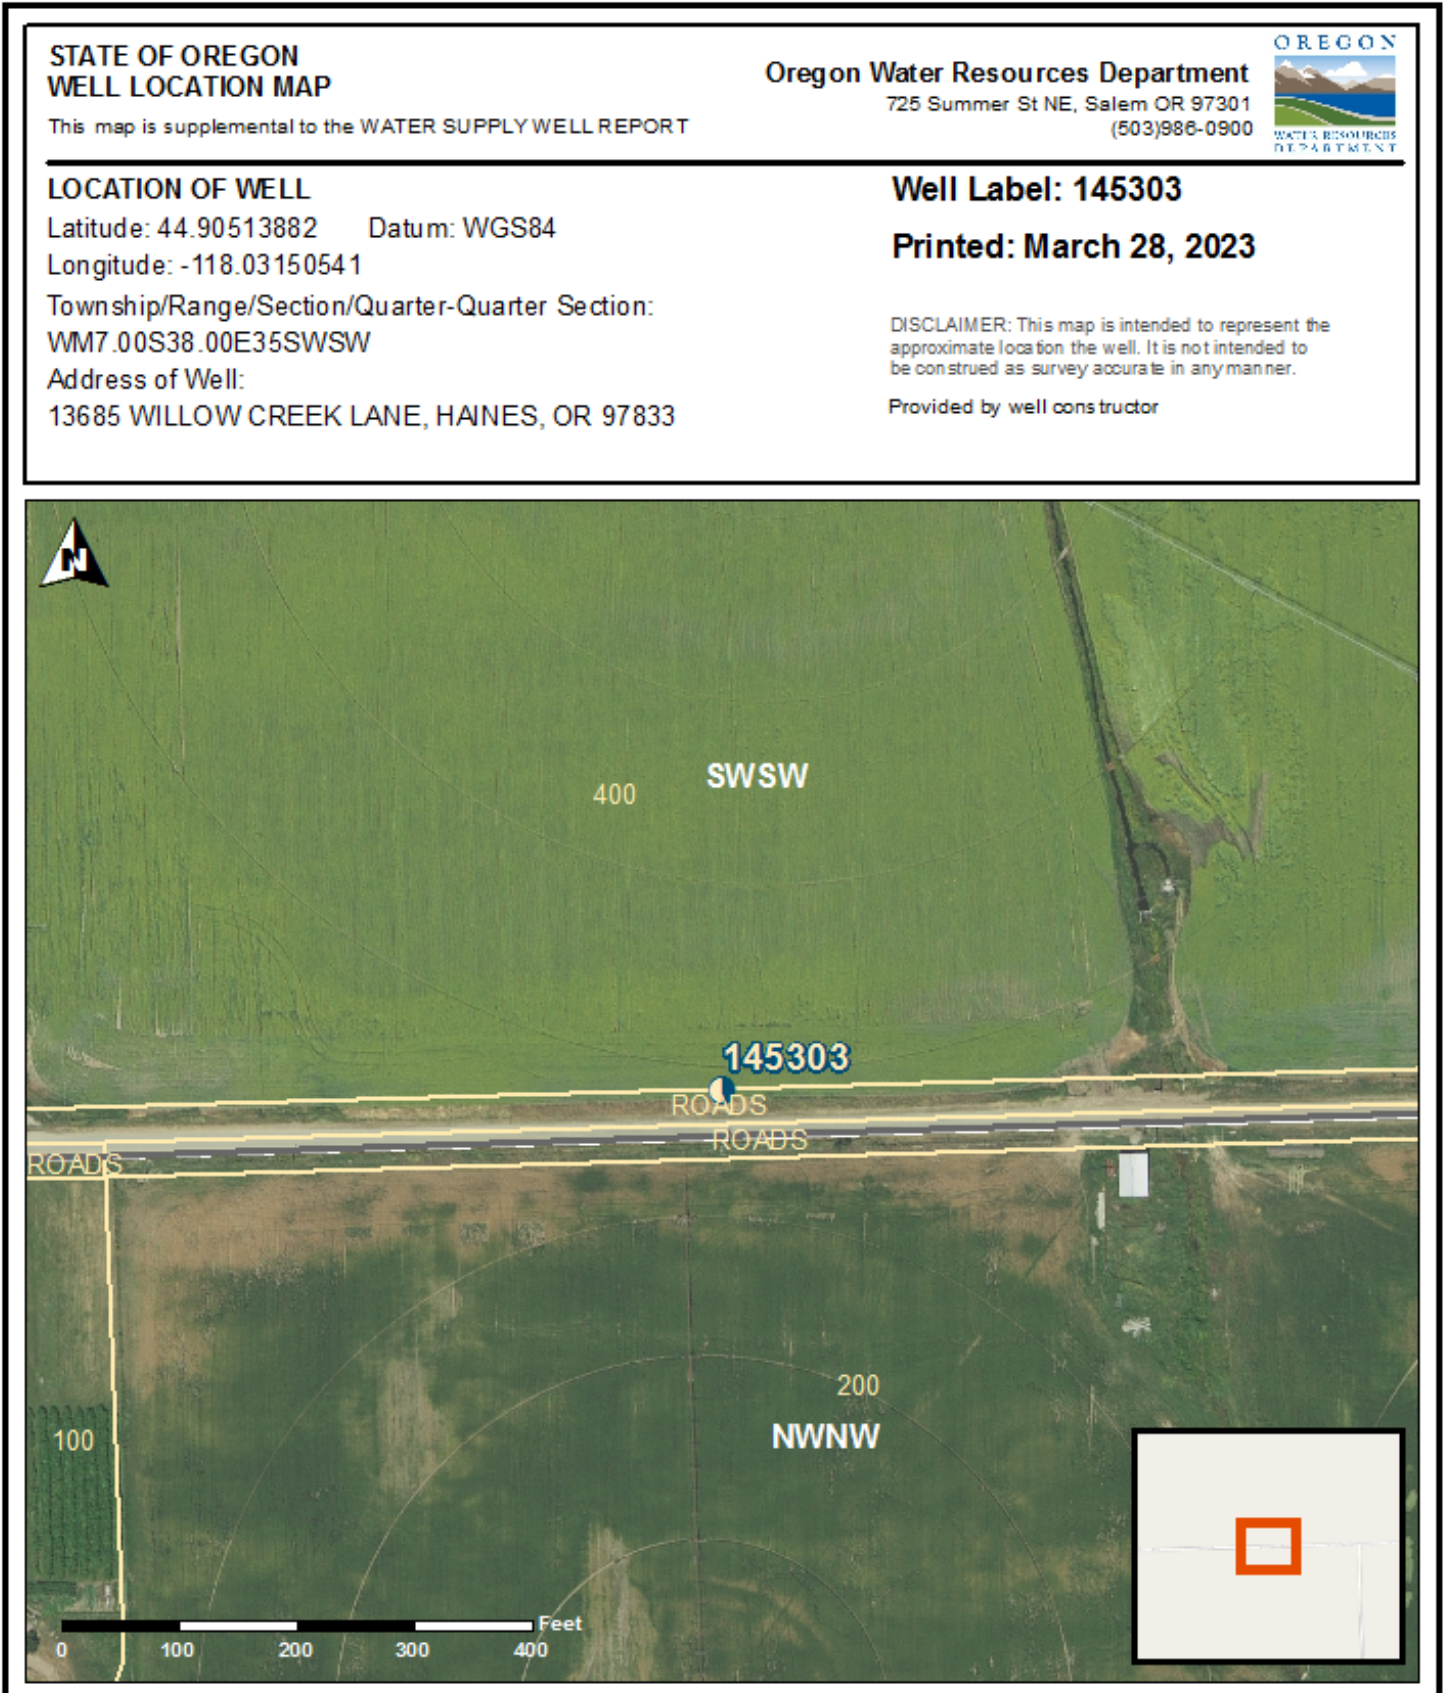 STATE OF OREGON
WELL LOCATION MAP
This map is supplemental to the WATER SUPPLY WELL REPORT
Oregon Water Resources Department
725 Summer St NE, Salem OR 97301
(503)986-0900
OREGON
WATER RESOURCES
DEPARTMENT
LOCATION OF WELL
Latitude: 44.90513882 Datum: WGS84
Longitude: -118.03150541
Township/Range/Section/Quarter-Quarter Section:
WM7.00S38.00E35SWSW
Address of Well:
13685 WILLOW CREEK LANE, HAINES, OR 97833
Well Label: 145303
Printed: March 28, 2023
DISCLAIMER: This map is intended to represent the
approximate location the well. It is not intended to
be construed as survey accurate in any manner.
Provided by well constructor
N
SWSW
400
145303
ROADS
ROADS
ROADS
200
NWNW
100
Feet
0 100 200 300 400